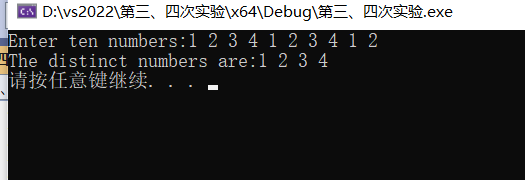 D:\vs2022\第三、四次实验\x64\Debug\第三、四次实验.exe
Enter ten numbers:1 2 3 4 1 2 3 4 1 2
The distinct numbers are:1 2 3 4
请按任意键继续. . .